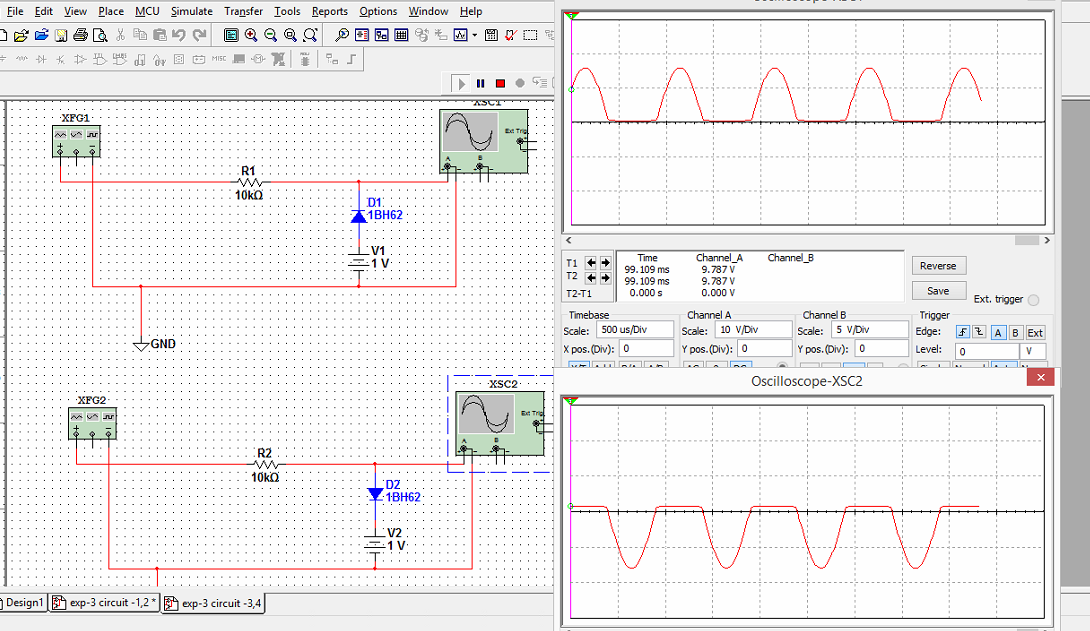 File Edit View Place MCU Simulate Transfer Tools Reports Options Window Help
XFG1
XSC1
Ext Trig
A B
R1
10kΩ
D1
1BH62
V1
1 V
GND
XFG2
XSC2
Ext Trig
A B
R2
10kΩ
D2
1BH62
V2
1 V
Design1 exp-3 circuit -1,2 * exp-3 circuit -3,4
Oscilloscope-XSC1
Time Channel_A Channel_B
T1 99.109 ms 9.787 V
T2 99.109 ms 9.787 V
T2-T1 0.000 s 0.000 V
Reverse
Save
Ext. trigger
Timebase Channel A Channel B Trigger
Scale: 500 us/Div Scale: 10 V/Div Scale: 5 V/Div Edge: A B Ext
X pos.(Div): 0 Y pos.(Div): 0 Y pos.(Div): 0 Level: 0 V
Oscilloscope-XSC2